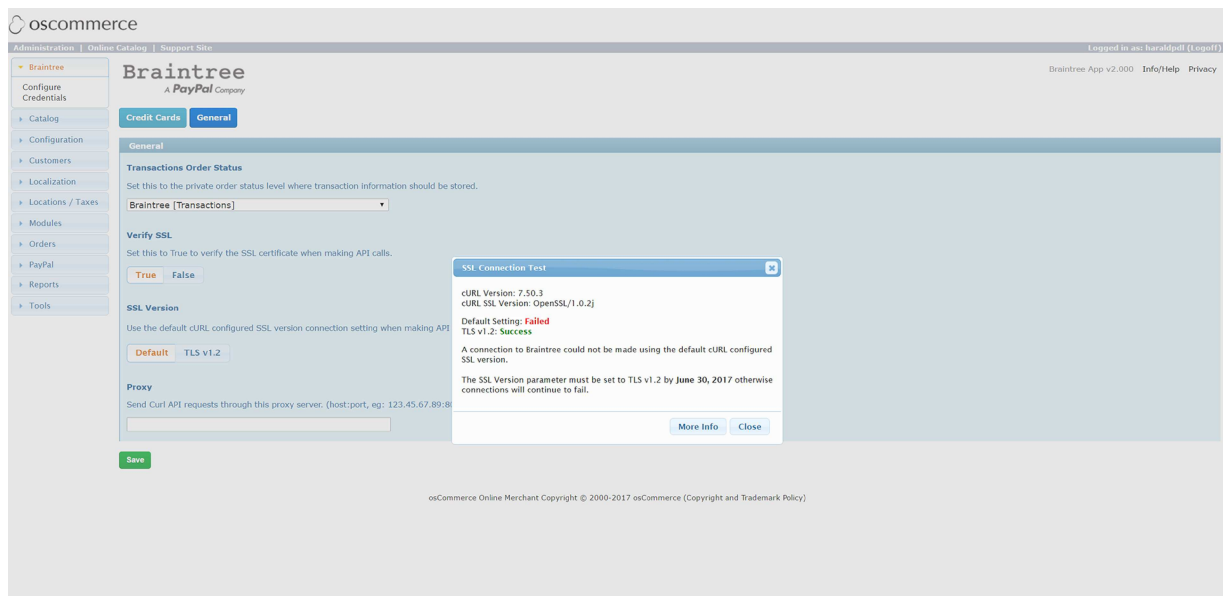 oscommerce
Administration | Online Catalog | Support Site
Logged in as: haraldpdl (Logoff)
Braintree
Configure
Credentials
Catalog
Configuration
Customers
Localization
Locations / Taxes
Modules
Orders
PayPal
Reports
Tools
Braintree
A PayPal Company
Braintree App v2.000 Info/Help Privacy
Credit Cards General
General
Transactions Order Status
Set this to the private order status level where transaction information should be stored.
Braintree [Transactions]
Verify SSL
Set this to True to verify the SSL certificate when making API calls.
True False
SSL Version
Use the default cURL configured SSL version connection setting when making API
Default TLS v1.2
Proxy
Send Curl API requests through this proxy server. (host:port, eg: 123.45.67.89:8
Save
SSL Connection Test
cURL Version: 7.50.3
cURL SSL Version: OpenSSL/1.0.2j
Default Setting: Failed
TLS v1.2: Success
A connection to Braintree could not be made using the default cURL configured
SSL version.
The SSL Version parameter must be set to TLS v1.2 by June 30, 2017 otherwise
connections will continue to fail.
More Info Close
osCommerce Online Merchant Copyright © 2000-2017 osCommerce (Copyright and Trademark Policy)